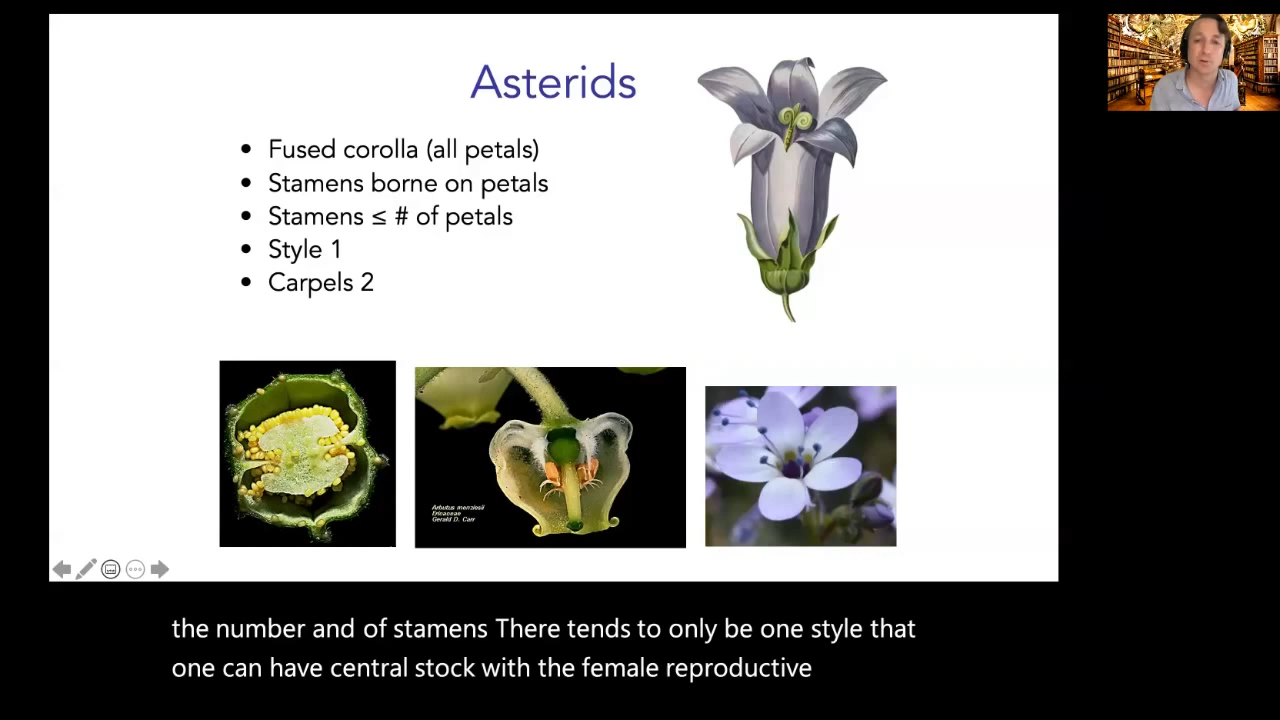 Asterids
• Fused corolla (all petals)
• Stamens borne on petals
• Stamens ≤ # of petals
• Style 1
• Carpels 2
Arbutus menziesii
Ericaceae
Gerald D. Carr
the number and of stamens There tends to only be one style that
one can have central stock with the female reproductive